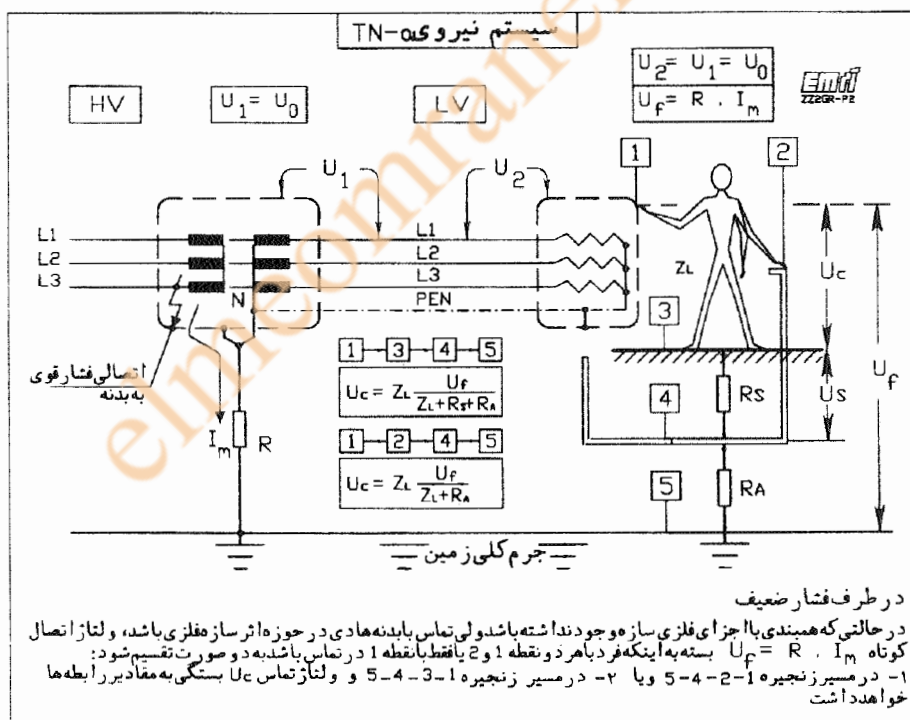 سیستم نیروی TN-a
HV
U1 = U0
LV
U2 = U1 = U0
Uf = R . Im
Emtil
ZZ2GR-P2
U1
U2
1
2
L1
L2
L3
N
L1
L2
L3
PEN
ZL
Uc
Uf
3
1 3 4 5
Uc = ZL Uf / ZL+RS+RA
1 2 4 5
Uc = ZL Uf / ZL+RA
اتصالی فشار قوی
به بدنه
Im
R
4
RS
US
5
RA
جرم کلی زمین
در طرف فشار ضعیف
در حالتی که همبندی با اجزای فلزی سازه وجود نداشته باشد ولی تماس با بدنه هادی در حوزه اثر سازه فلزی باشد، ولتاژ اتصال
کوتاه Uf = R . Im بسته به اینکه فرد با هر دو نقطه 1 و 2 یا فقط با نقطه 1 در تماس باشد به دو صورت تقسیم شود:
۱- در مسیر زنجیره 1-2-4-5 ویا ۲- در مسیر زنجیره 1-3-4-5 و ولتاژ تماس Uc بستگی به مقادیر رابطه ها
خواهد داشت